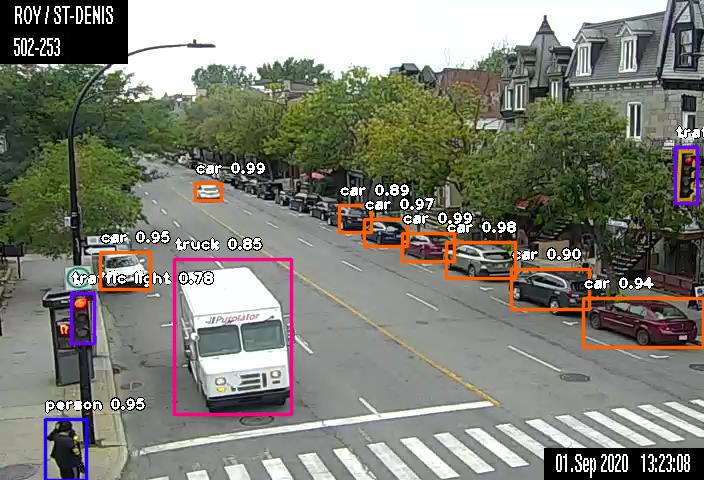 ROY / ST-DENIS
502-253
car 0.99
car 0.89
car 0.97
car 0.99
car 0.98
car 0.90
car 0.94
car 0.95
truck 0.85
traffic light 0.78
Purolator
person 0.95
01.Sep 2020 13:23:08